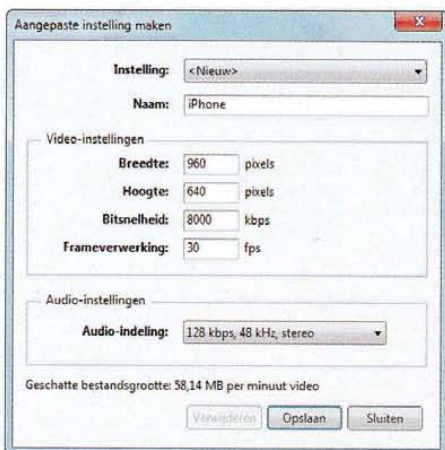 Aangepaste instelling maken
Instelling: <Nieuw>
Naam: iPhone
Video-instellingen
Breedte: 960 pixels
Hoogte: 640 pixels
Bitsnelheid: 8000 kbps
Frameverwerking: 30 fps
Audio-instellingen
Audio-indeling: 128 kbps, 48 kHz, stereo
Geschatte bestandsgrootte: 58,14 MB per minuut video
Verwijderen Opslaan Sluiten